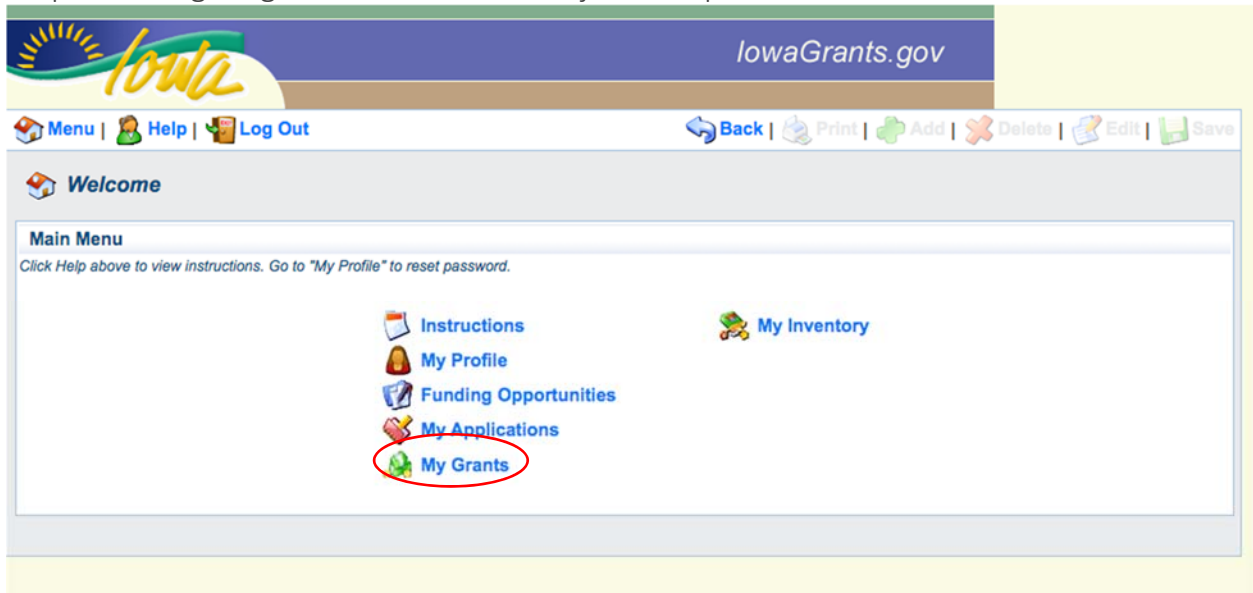 Iowa
IowaGrants.gov
Menu | Help | Log Out
Back | Print | Add | Delete | Edit | Save
Welcome
Main Menu
Click Help above to view instructions. Go to "My Profile" to reset password.
Instructions
My Profile
Funding Opportunities
My Applications
My Grants
My Inventory